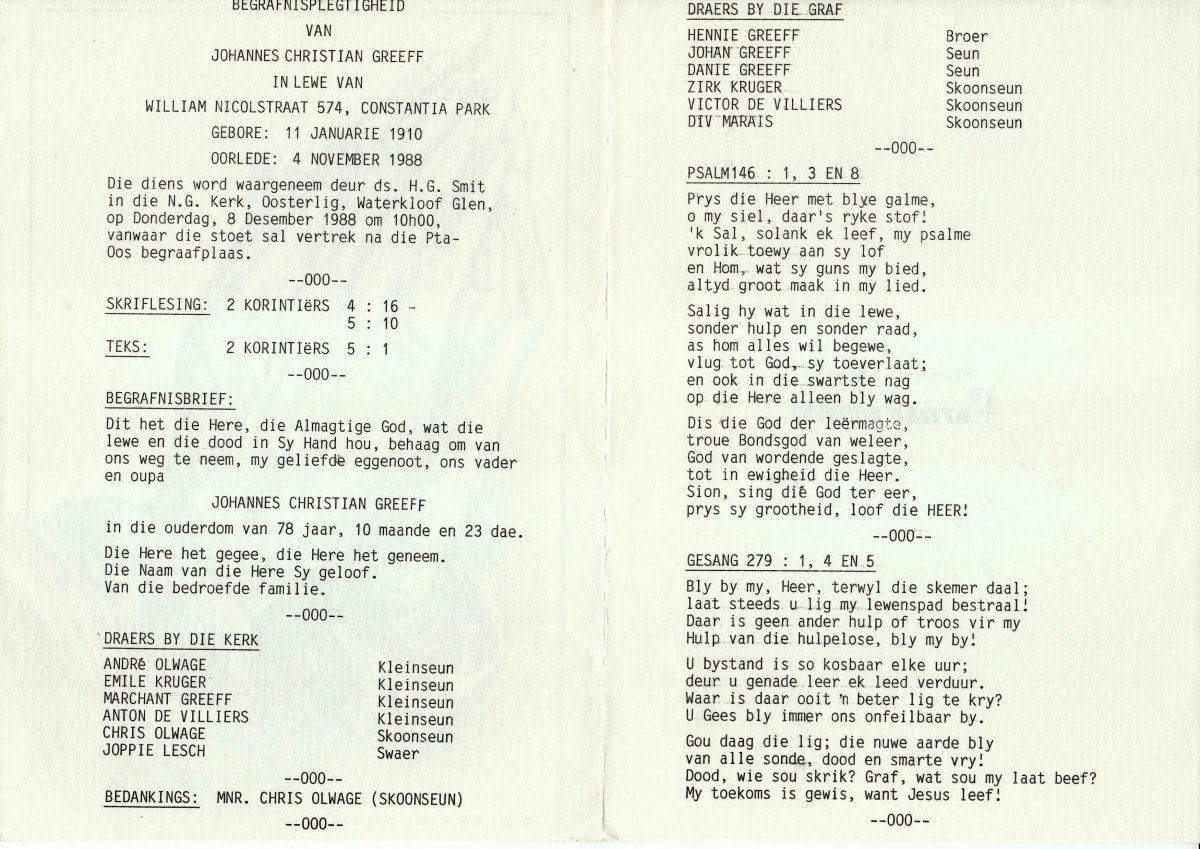 BEGRAFNISPLEGTIGHEID
VAN
JOHANNES CHRISTIAN GREEFF
IN LEWE VAN
WILLIAM NICOLSTRAAT 574, CONSTANTIA PARK
GEBORE: 11 JANUARIE 1910
OORLEDE: 4 NOVEMBER 1988
Die diens word waargeneem deur ds. H.G. Smit
in die N.G. Kerk, Oosterlig, Waterkloof Glen,
op Donderdag, 8 Desember 1988 om 10h00,
vanwaar die stoet sal vertrek na die Pta-
Oos begraafplaas.
--000--
SKRIFLESING: 2 KORINTIëRS 4 : 16 -
5 : 10
TEKS: 2 KORINTIëRS 5 : 1
--000--
BEGRAFNISBRIEF:
Dit het die Here, die Almagtige God, wat die
lewe en die dood in Sy Hand hou, behaag om van
ons weg te neem, my geliefde eggenoot, ons vader
en oupa
JOHANNES CHRISTIAN GREEFF
in die ouderdom van 78 jaar, 10 maande en 23 dae.
Die Here het gegee, die Here het geneem.
Die Naam van die Here Sy geloof.
Van die bedroefde familie.
--000--
DRAERS BY DIE KERK
ANDRé OLWAGE Kleinseun
EMILE KRUGER Kleinseun
MARCHANT GREEFF Kleinseun
ANTON DE VILLIERS Kleinseun
CHRIS OLWAGE Skoonseun
JOPPIE LESCH Swaer
--000--
BEDANKINGS: MNR. CHRIS OLWAGE (SKOONSEUN)
--000--
DRAERS BY DIE GRAF
HENNIE GREEFF Broer
JOHAN GREEFF Seun
DANIE GREEFF Seun
ZIRK KRUGER Skoonseun
VICTOR DE VILLIERS Skoonseun
DIV MARAIS Skoonseun
--000--
PSALM146 : 1, 3 EN 8
Prys die Heer met blye galme,
o my siel, daar's ryke stof!
'k Sal, solank ek leef, my psalme
vrolik toewy aan sy lof
en Hom, wat sy guns my bied,
altyd groot maak in my lied.
Salig hy wat in die lewe,
sonder hulp en sonder raad,
as hom alles wil begewe,
vlug tot God, sy toeverlaat;
en ook in die swartste nag
op die Here alleen bly wag.
Dis die God der leërmagte,
troue Bondsgod van weleer,
God van wordende geslagte,
tot in ewigheid die Heer.
Sion, sing dié God ter eer,
prys sy grootheid, loof die HEER!
--000--
GESANG 279 : 1, 4 EN 5
Bly by my, Heer, terwyl die skemer daal;
laat steeds u lig my lewenspad bestraal!
Daar is geen ander hulp of troos vir my
Hulp van die hulpelose, bly my by!
U bystand is so kosbaar elke uur;
deur u genade leer ek leed verduur.
Waar is daar ooit 'n beter lig te kry?
U Gees bly immer ons onfeilbaar by.
Gou daag die lig; die nuwe aarde bly
van alle sonde, dood en smarte vry!
Dood, wie sou skrik? Graf, wat sou my laat beef?
My toekoms is gewis, want Jesus leef!
--000--